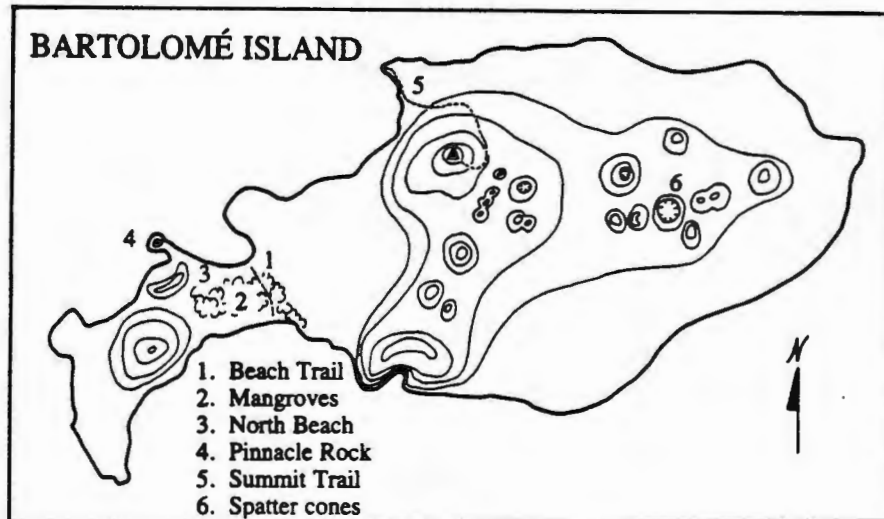 BARTOLOMÉ ISLAND
5
6
4
3
1
2
N
1. Beach Trail
2. Mangroves
3. North Beach
4. Pinnacle Rock
5. Summit Trail
6. Spatter cones